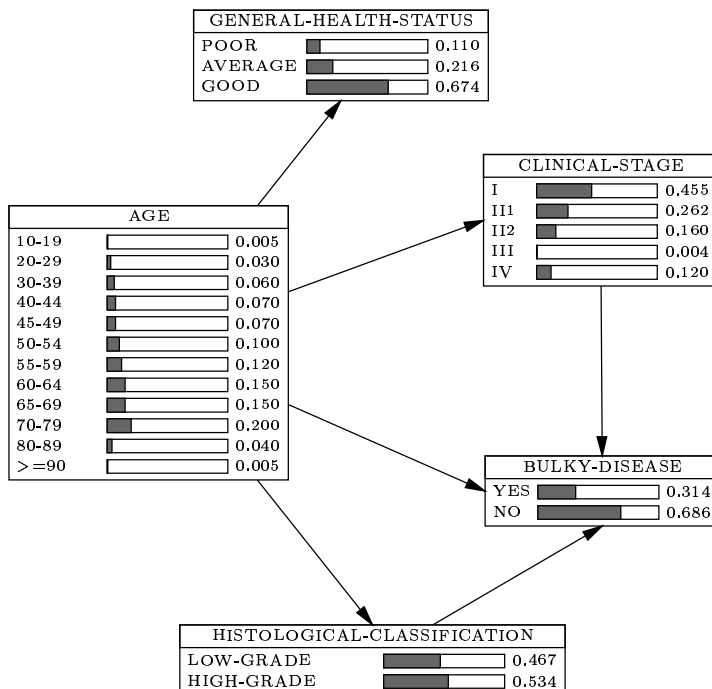 GENERAL-HEALTH-STATUS
POOR 0.110
AVERAGE 0.216
GOOD 0.674
CLINICAL-STAGE
I 0.455
II1 0.262
II2 0.160
III 0.004
IV 0.120
AGE
10-19 0.005
20-29 0.030
30-39 0.060
40-44 0.070
45-49 0.070
50-54 0.100
55-59 0.120
60-64 0.150
65-69 0.150
70-79 0.200
80-89 0.040
>=90 0.005
BULKY-DISEASE
YES 0.314
NO 0.686
HISTOLOGICAL-CLASSIFICATION
LOW-GRADE 0.467
HIGH-GRADE 0.534